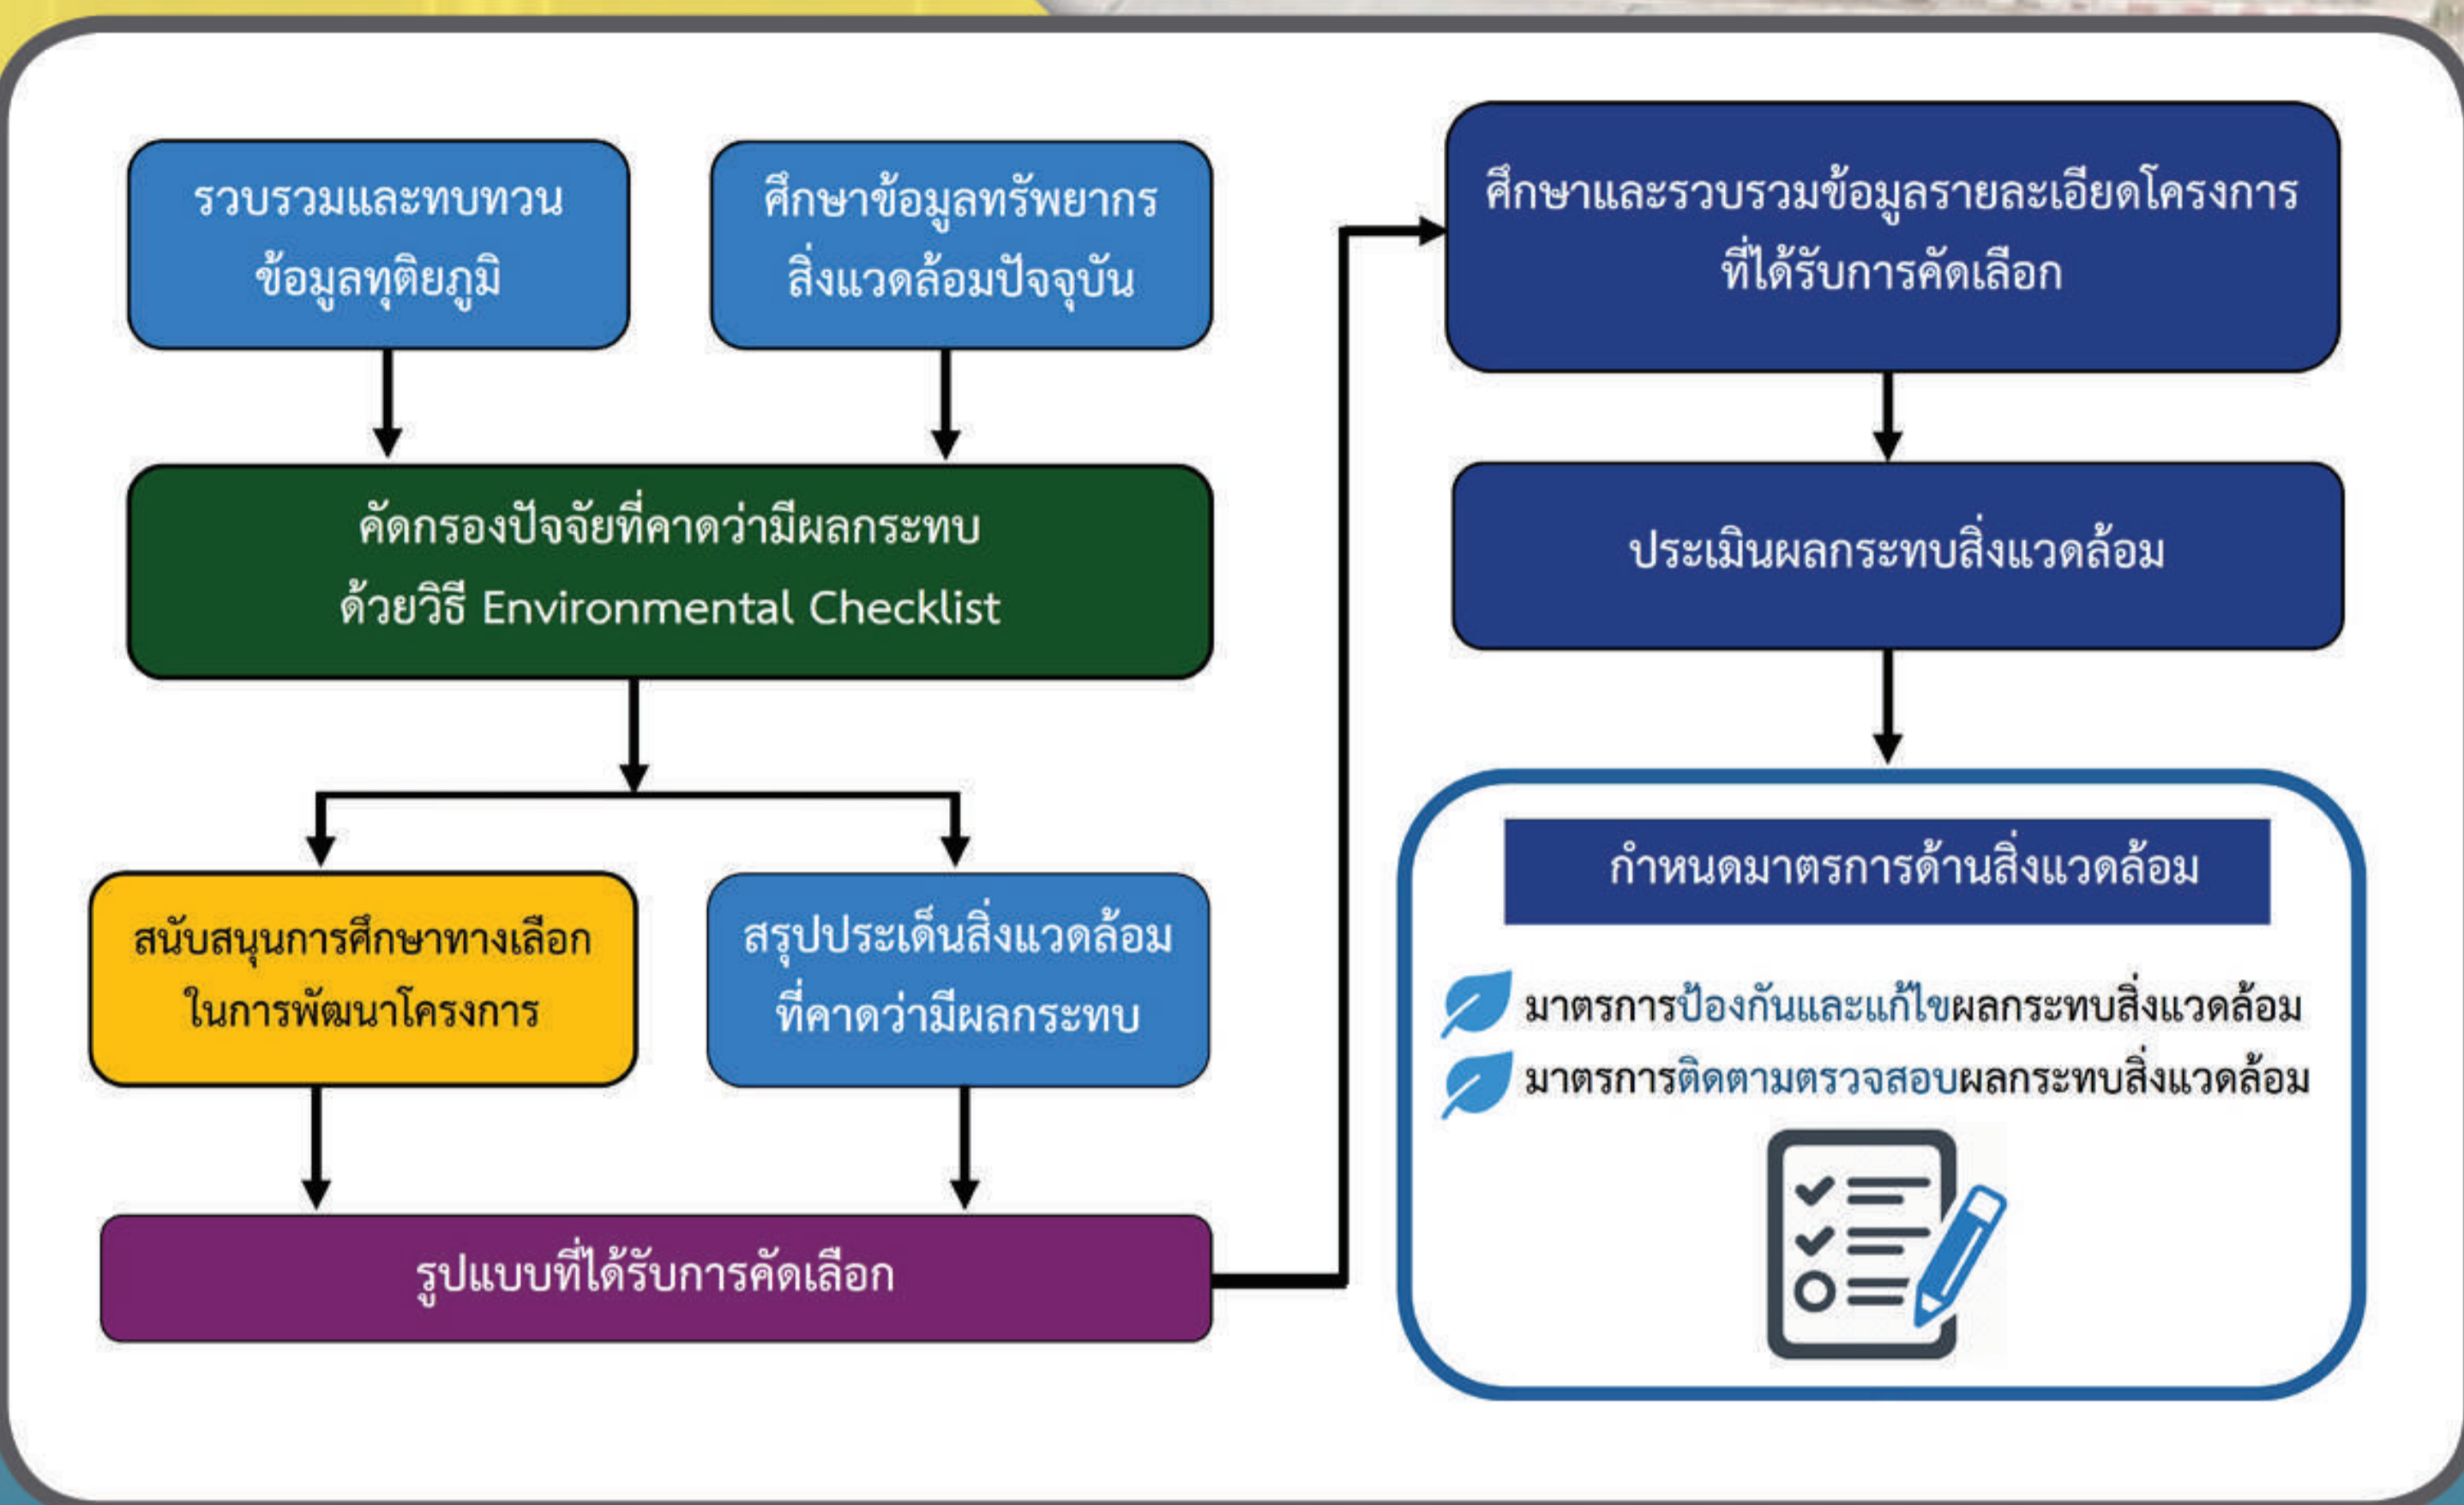 รวบรวมและทบทวน
ข้อมูลทุติยภูมิ
ศึกษาข้อมูลทรัพยากร
สิ่งแวดล้อมปัจจุบัน
คัดกรองปัจจัยที่คาดว่ามีผลกระทบ
ด้วยวิธี Environmental Checklist
สนับสนุนการศึกษาทางเลือก
ในการพัฒนาโครงการ
สรุปประเด็นสิ่งแวดล้อม
ที่คาดว่ามีผลกระทบ
รูปแบบที่ได้รับการคัดเลือก
ศึกษาและรวบรวมข้อมูลรายละเอียดโครงการ
ที่ได้รับการคัดเลือก
ประเมินผลกระทบสิ่งแวดล้อม
กำหนดมาตรการด้านสิ่งแวดล้อม
มาตรการป้องกันและแก้ไขผลกระทบสิ่งแวดล้อม
มาตรการติดตามตรวจสอบผลกระทบสิ่งแวดล้อม